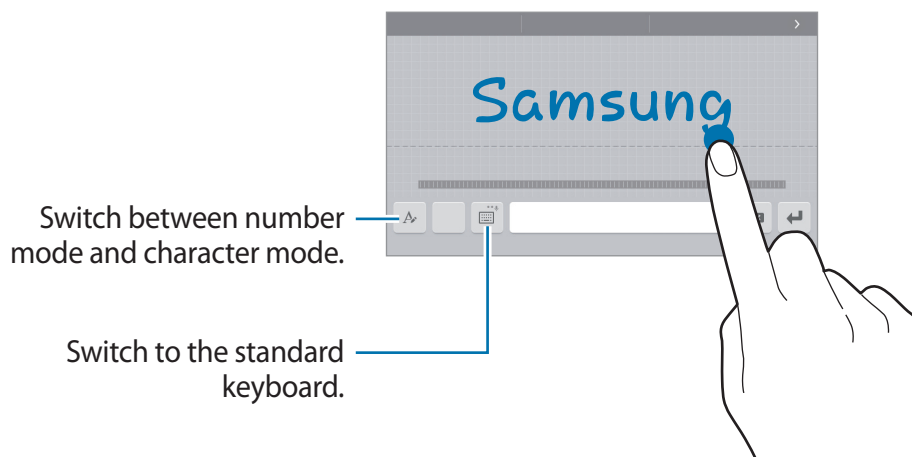 Samsung
Switch between number
mode and character mode.
Switch to the standard
keyboard.